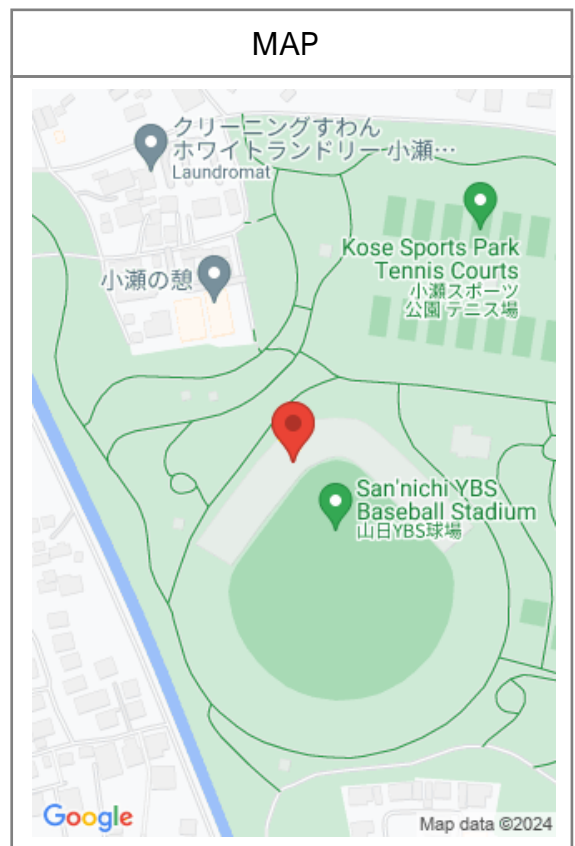 MAP
クリーニングすわん
ホワイトランドリー小瀬…
Laundromat
Kose Sports Park
Tennis Courts
小瀬スポーツ
公園 テニス場
小瀬の憩
San'nichi YBS
Baseball Stadium
山日YBS球場
Google
Map data ©2024